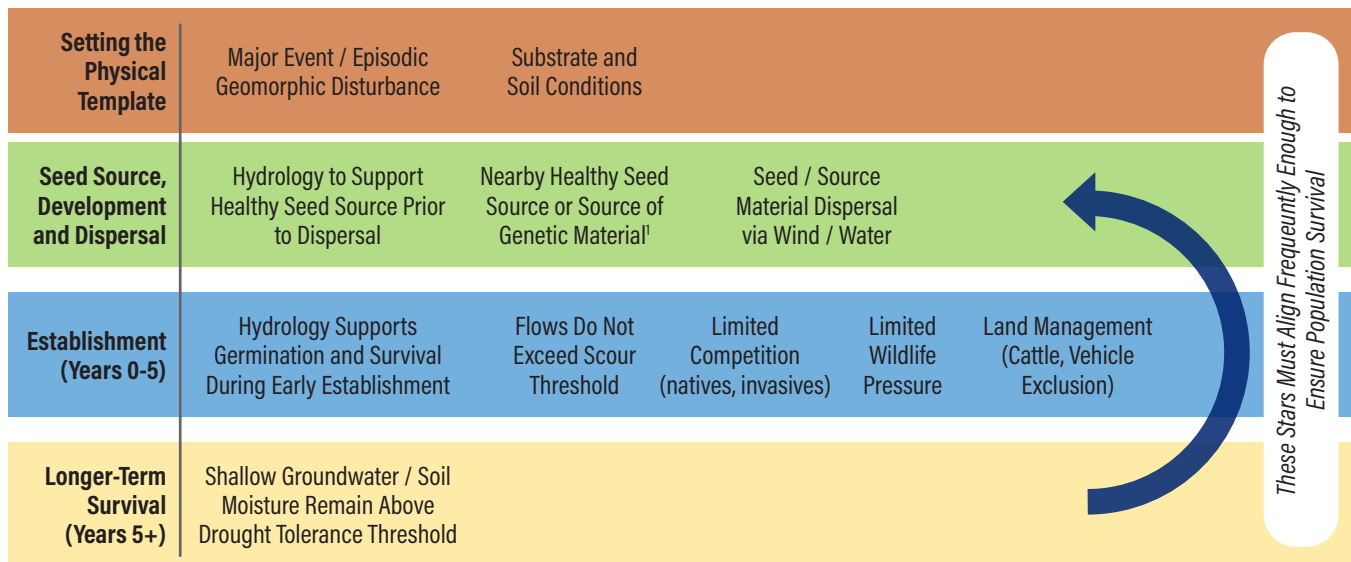 Setting the
Physical
Template
Major Event / Episodic
Geomorphic Disturbance
Substrate and
Soil Conditions
Seed Source,
Development
and Dispersal
Hydrology to Support
Healthy Seed Source Prior
to Dispersal
Nearby Healthy Seed
Source or Source of
Genetic Material¹
Seed / Source
Material Dispersal
via Wind / Water
Establishment
(Years 0-5)
Hydrology Supports
Germination and Survival
During Early Establishment
Flows Do Not
Exceed Scour
Threshold
Limited
Competition
(natives, invasives)
Limited
Wildlife
Pressure
Land Management
(Cattle, Vehicle
Exclusion)
Longer-Term
Survival
(Years 5+)
Shallow Groundwater / Soil
Moisture Remain Above
Drought Tolerance Threshold
These Stars Must Align Frequeuntly Enough to
Ensure Population Survival